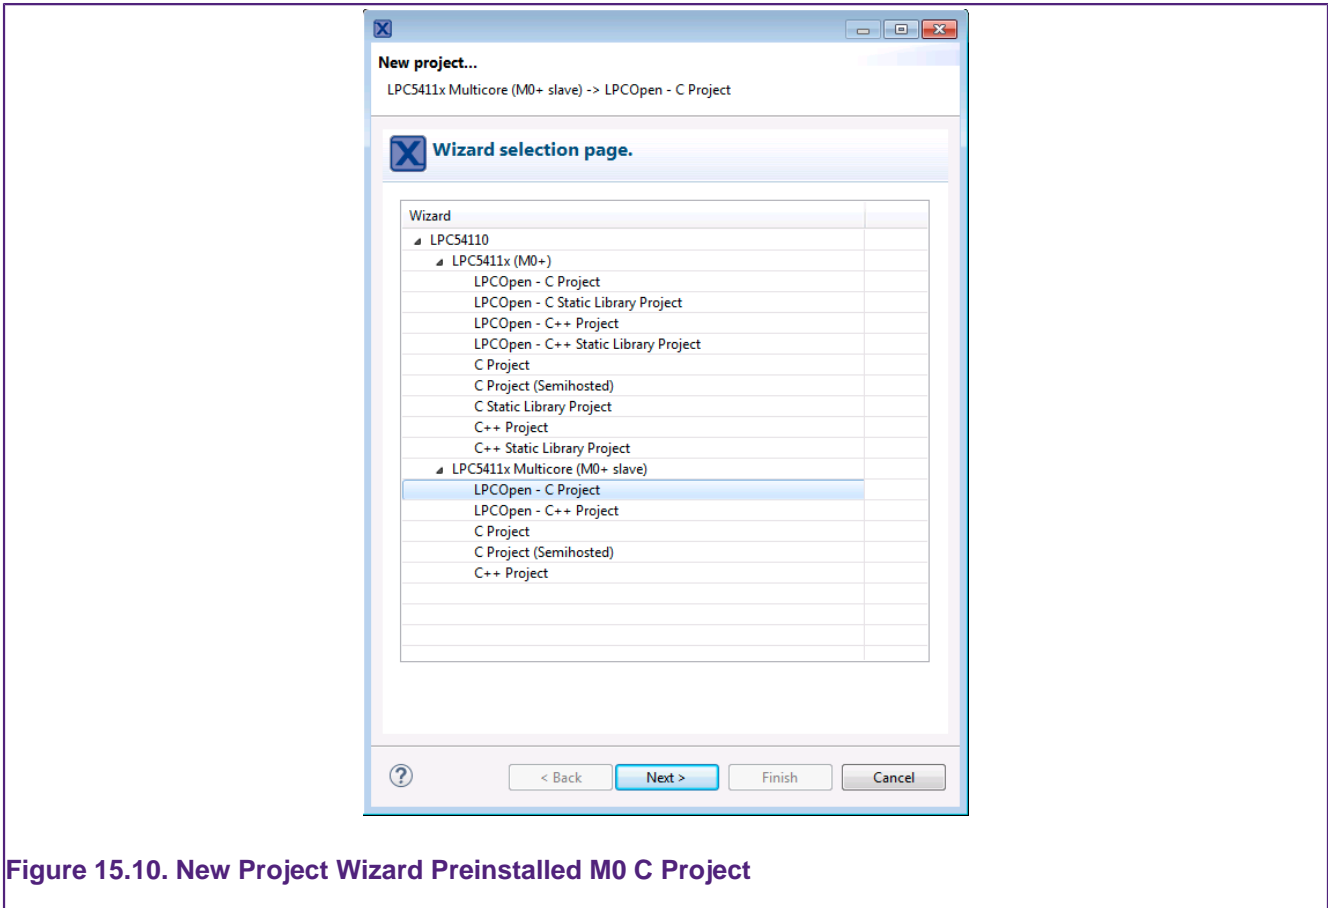 New project...
LPC5411x Multicore (M0+ slave) -> LPCOpen - C Project
Wizard selection page.
Wizard
LPC54110
LPC5411x (M0+)
LPCOpen - C Project
LPCOpen - C Static Library Project
LPCOpen - C++ Project
LPCOpen - C++ Static Library Project
C Project
C Project (Semihosted)
C Static Library Project
C++ Project
C++ Static Library Project
LPC5411x Multicore (M0+ slave)
LPCOpen - C Project
LPCOpen - C++ Project
C Project
C Project (Semihosted)
C++ Project
? < Back Next > Finish Cancel
Figure 15.10. New Project Wizard Preinstalled M0 C Project